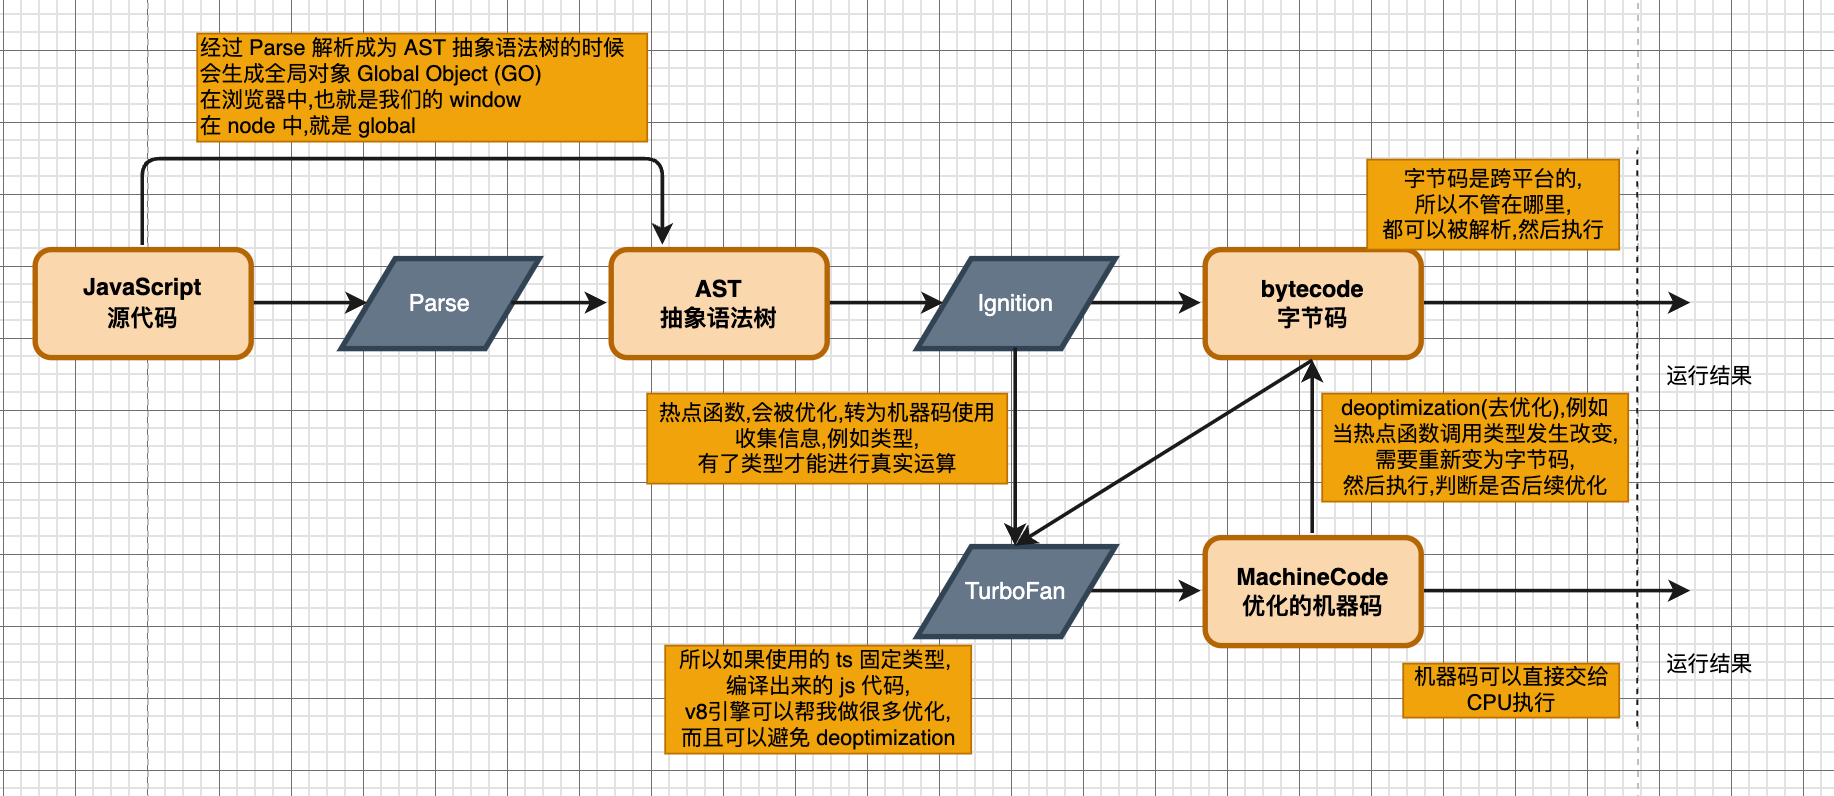 经过 Parse 解析成为 AST 抽象语法树的时候
会生成全局对象 Global Object (GO)
在浏览器中,也就是我们的 window
在 node 中,就是 global
字节码是跨平台的,
所以不管在哪里,
都可以被解析,然后执行
JavaScript
源代码
Parse
AST
抽象语法树
Ignition
bytecode
字节码
运行结果
热点函数,会被优化,转为机器码使用
收集信息,例如类型,
有了类型才能进行真实运算
deoptimization(去优化),例如
当热点函数调用类型发生改变,
需要重新变为字节码,
然后执行,判断是否后续优化
TurboFan
MachineCode
优化的机器码
运行结果
所以如果使用的 ts 固定类型,
编译出来的 js 代码,
v8引擎可以帮我做很多优化,
而且可以避免 deoptimization
机器码可以直接交给
CPU执行